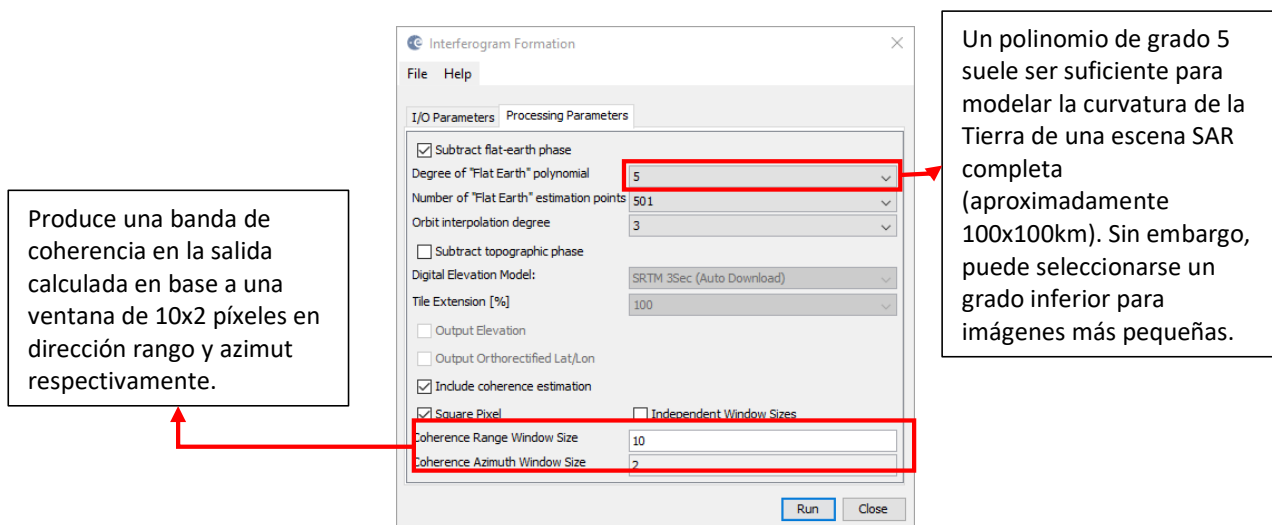 Interferogram Formation
File Help
I/O Parameters Processing Parameters
Subtract flat-earth phase
Degree of "Flat Earth" polynomial 5
Number of "Flat Earth" estimation points 501
Orbit interpolation degree 3
Subtract topographic phase
Digital Elevation Model: SRTM 3Sec (Auto Download)
Tile Extension [%] 100
Output Elevation
Output Orthorectified Lat/Lon
Include coherence estimation
Square Pixel Independent Window Sizes
Coherence Range Window Size 10
Coherence Azimuth Window Size 2
Run Close
Produce una banda de
coherencia en la salida
calculada en base a una
ventana de 10x2 píxeles en
dirección rango y azimut
respectivamente.
Un polinomio de grado 5
suele ser suficiente para
modelar la curvatura de la
Tierra de una escena SAR
completa
(aproximadamente
100x100km). Sin embargo,
puede seleccionarse un
grado inferior para
imágenes más pequeñas.